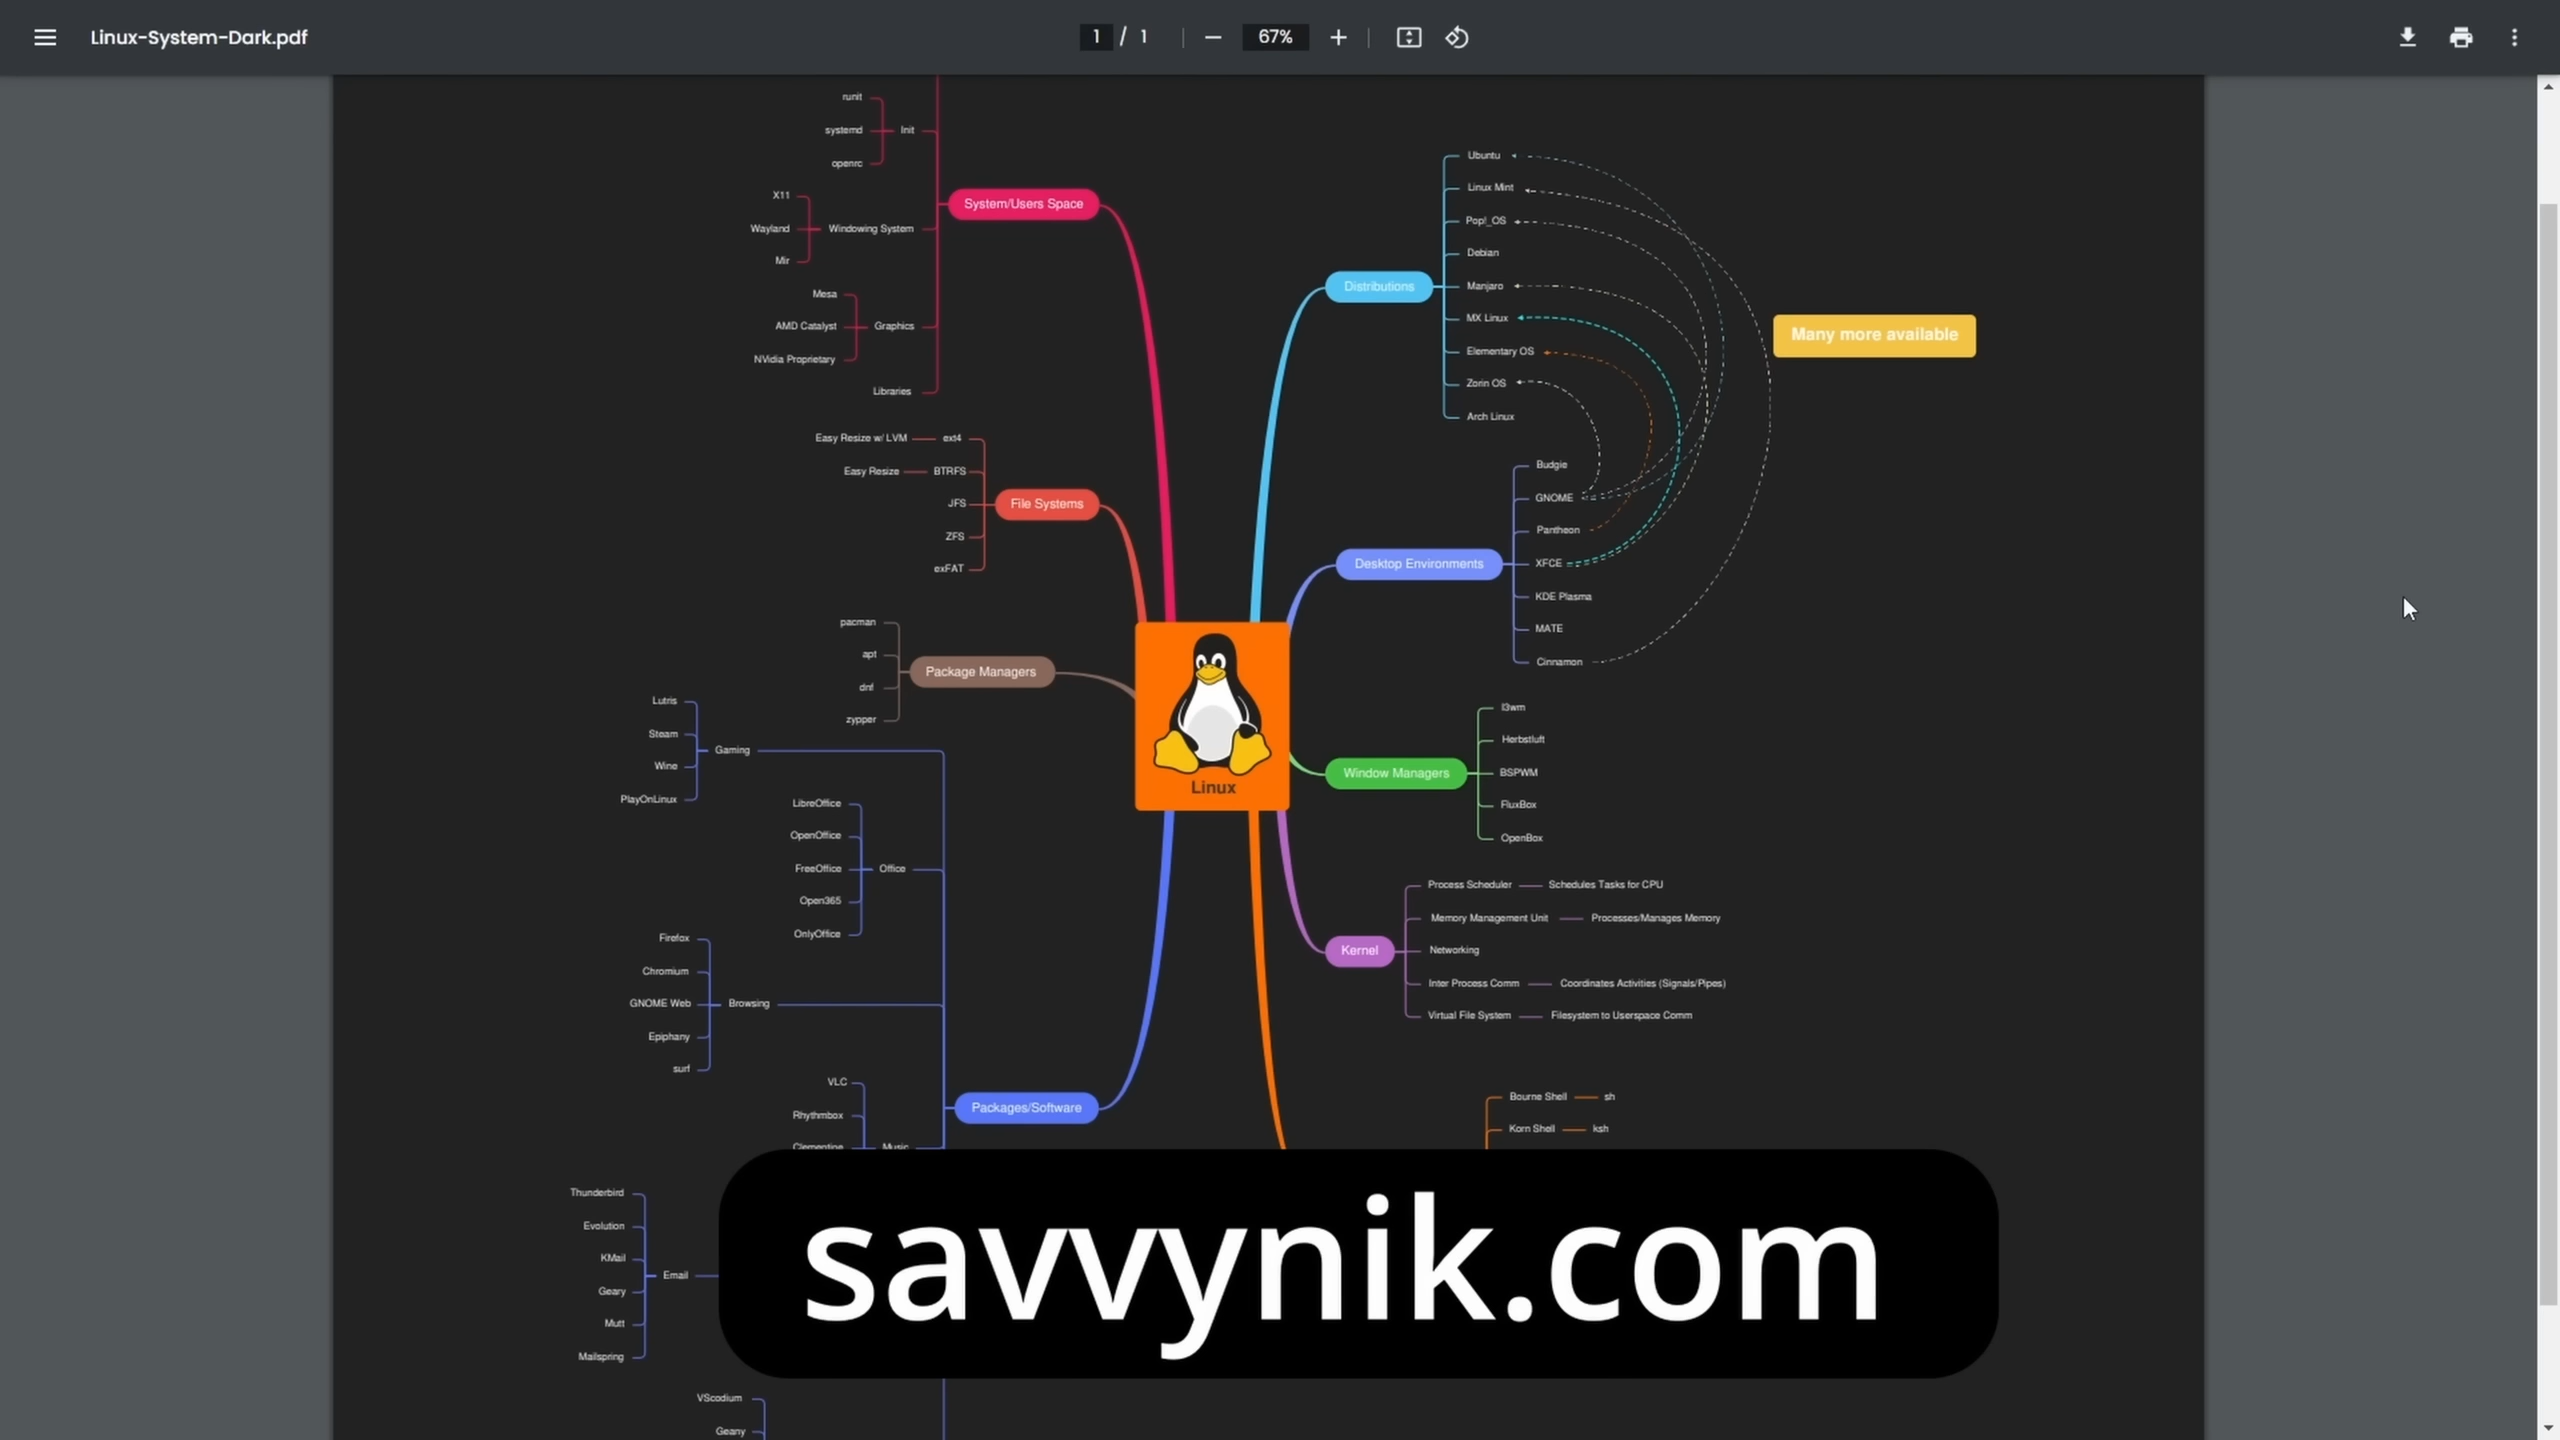 Linux-System-Dark.pdf
1 / 1
67%
runit
systemd
openrc
Init
X11
Wayland
Mir
Windowing System
System/Users Space
Mesa
AMD Catalyst
NVidia Proprietary
Graphics
Libraries
Easy Resize w/ LVM
ext4
Easy Resize
BTRFS
JFS
ZFS
exFAT
File Systems
pacman
apt
dnf
zypper
Package Managers
Lutris
Steam
Wine
PlayOnLinux
Gaming
LibreOffice
OpenOffice
FreeOffice
Open365
OnlyOffice
Office
Firefox
Chromium
GNOME Web
Epiphany
surf
Browsing
VLC
Rhythmbox
Clementine
Music
Packages/Software
Thunderbird
Evolution
KMail
Geary
Mutt
Mailspring
Email
VScodium
Geany
Linux
Distributions
Ubuntu
Linux Mint
Pop!_OS
Debian
Manjaro
MX Linux
Elementary OS
Zorin OS
Arch Linux
Many more available
Desktop Environments
Budgie
GNOME
Pantheon
XFCE
KDE Plasma
MATE
Cinnamon
Window Managers
I3wm
Herbstluft
BSPWM
FluxBox
OpenBox
Kernel
Process Scheduler
Schedules Tasks for CPU
Memory Management Unit
Processes/Manages Memory
Networking
Inter Process Comm
Coordinates Activities (Signals/Pipes)
Virtual File System
Filesystem to Userspace Comm
Bourne Shell
sh
Korn Shell
ksh
savvynik.com